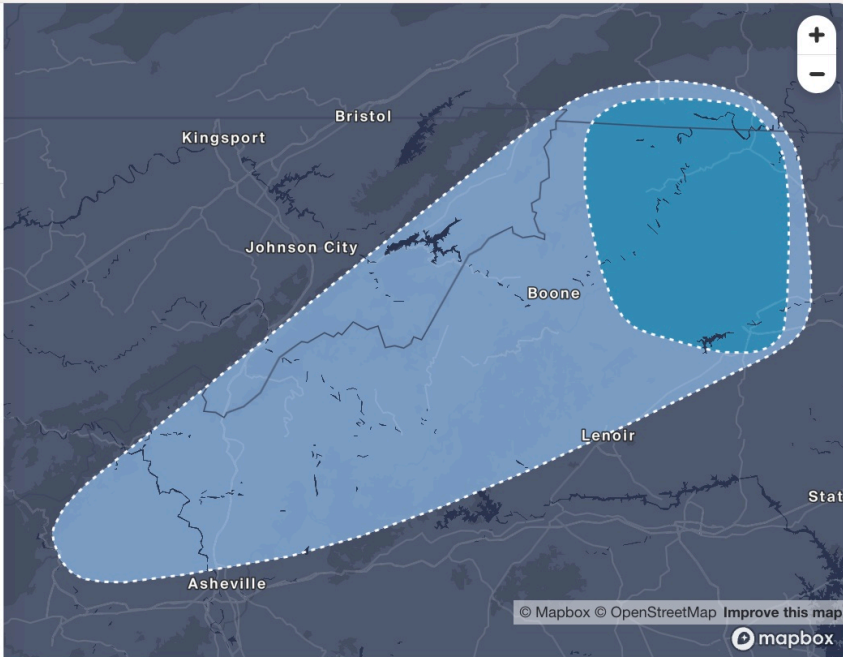 +
Bristol
Kingsport
−
Johnson City
Boone
Lenoir
Stat
Asheville
© Mapbox © OpenStreetMap Improve this map
mapbox